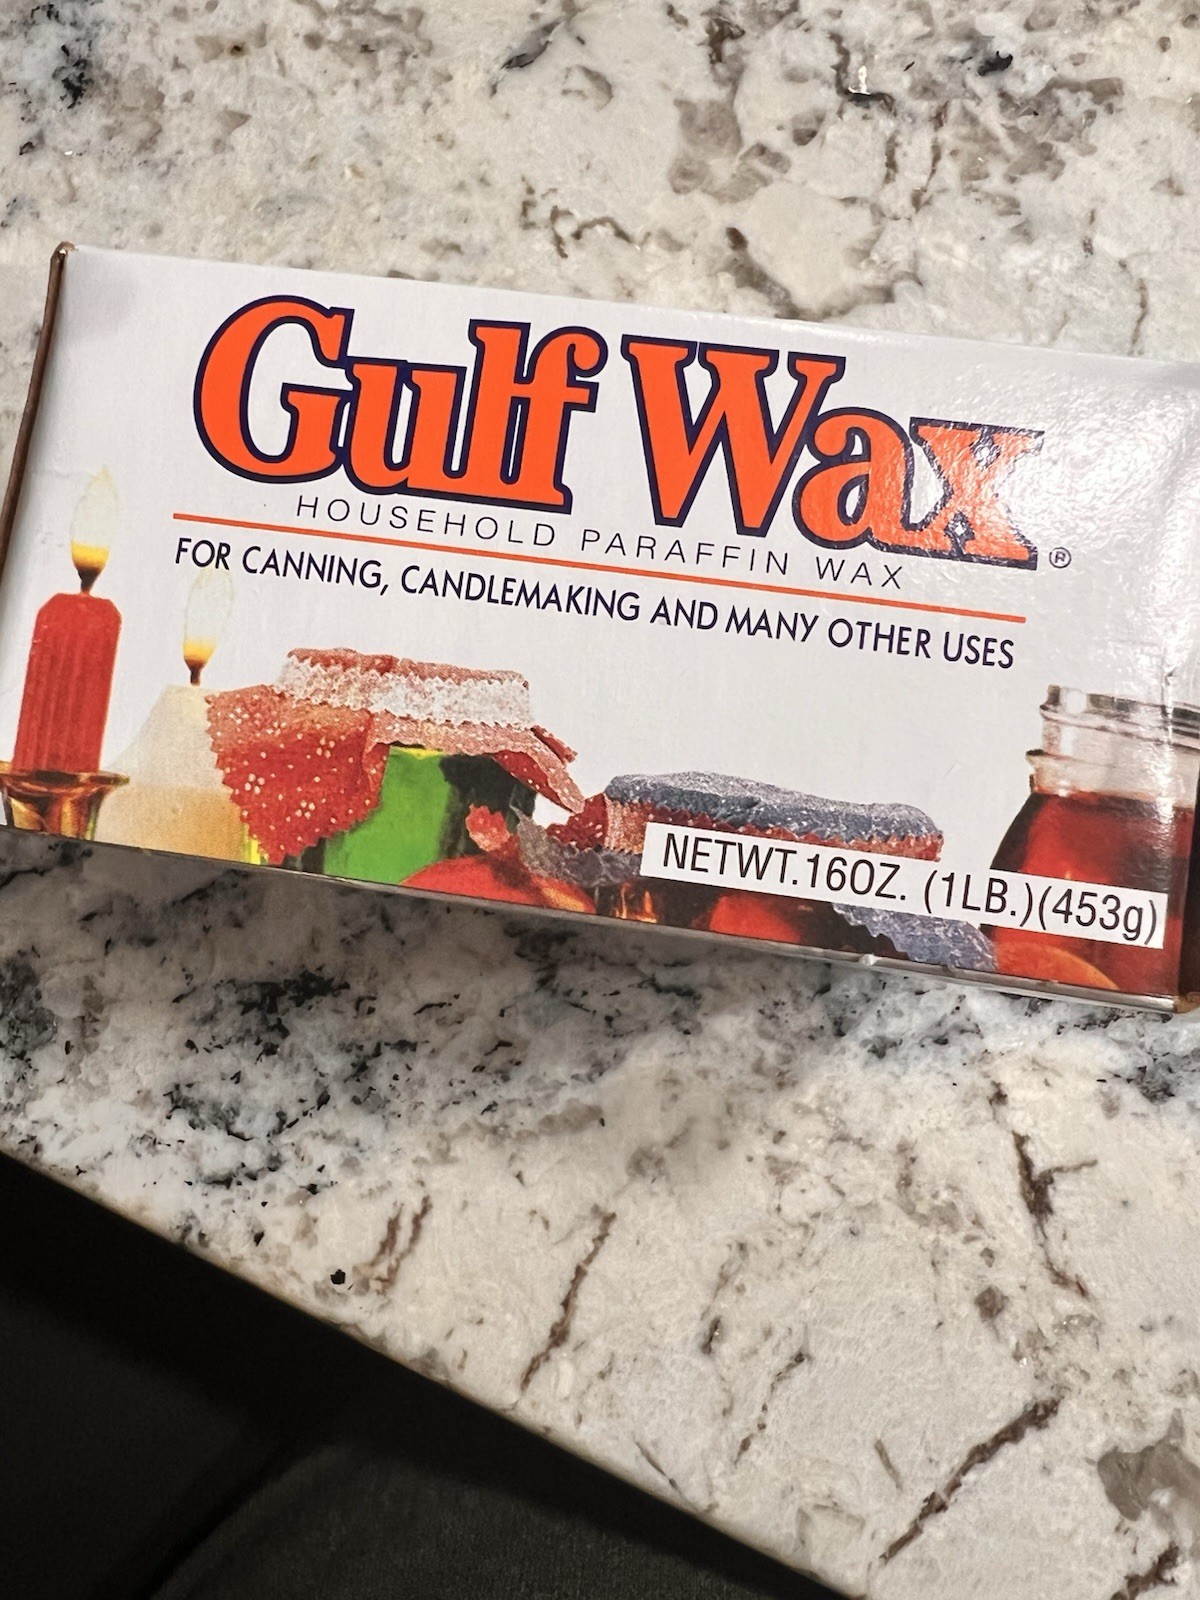 Gulf Wax®
HOUSEHOLD PARAFFIN WAX
FOR CANNING, CANDLEMAKING AND MANY OTHER USES
NETWT.16OZ. (1LB.)(453g)